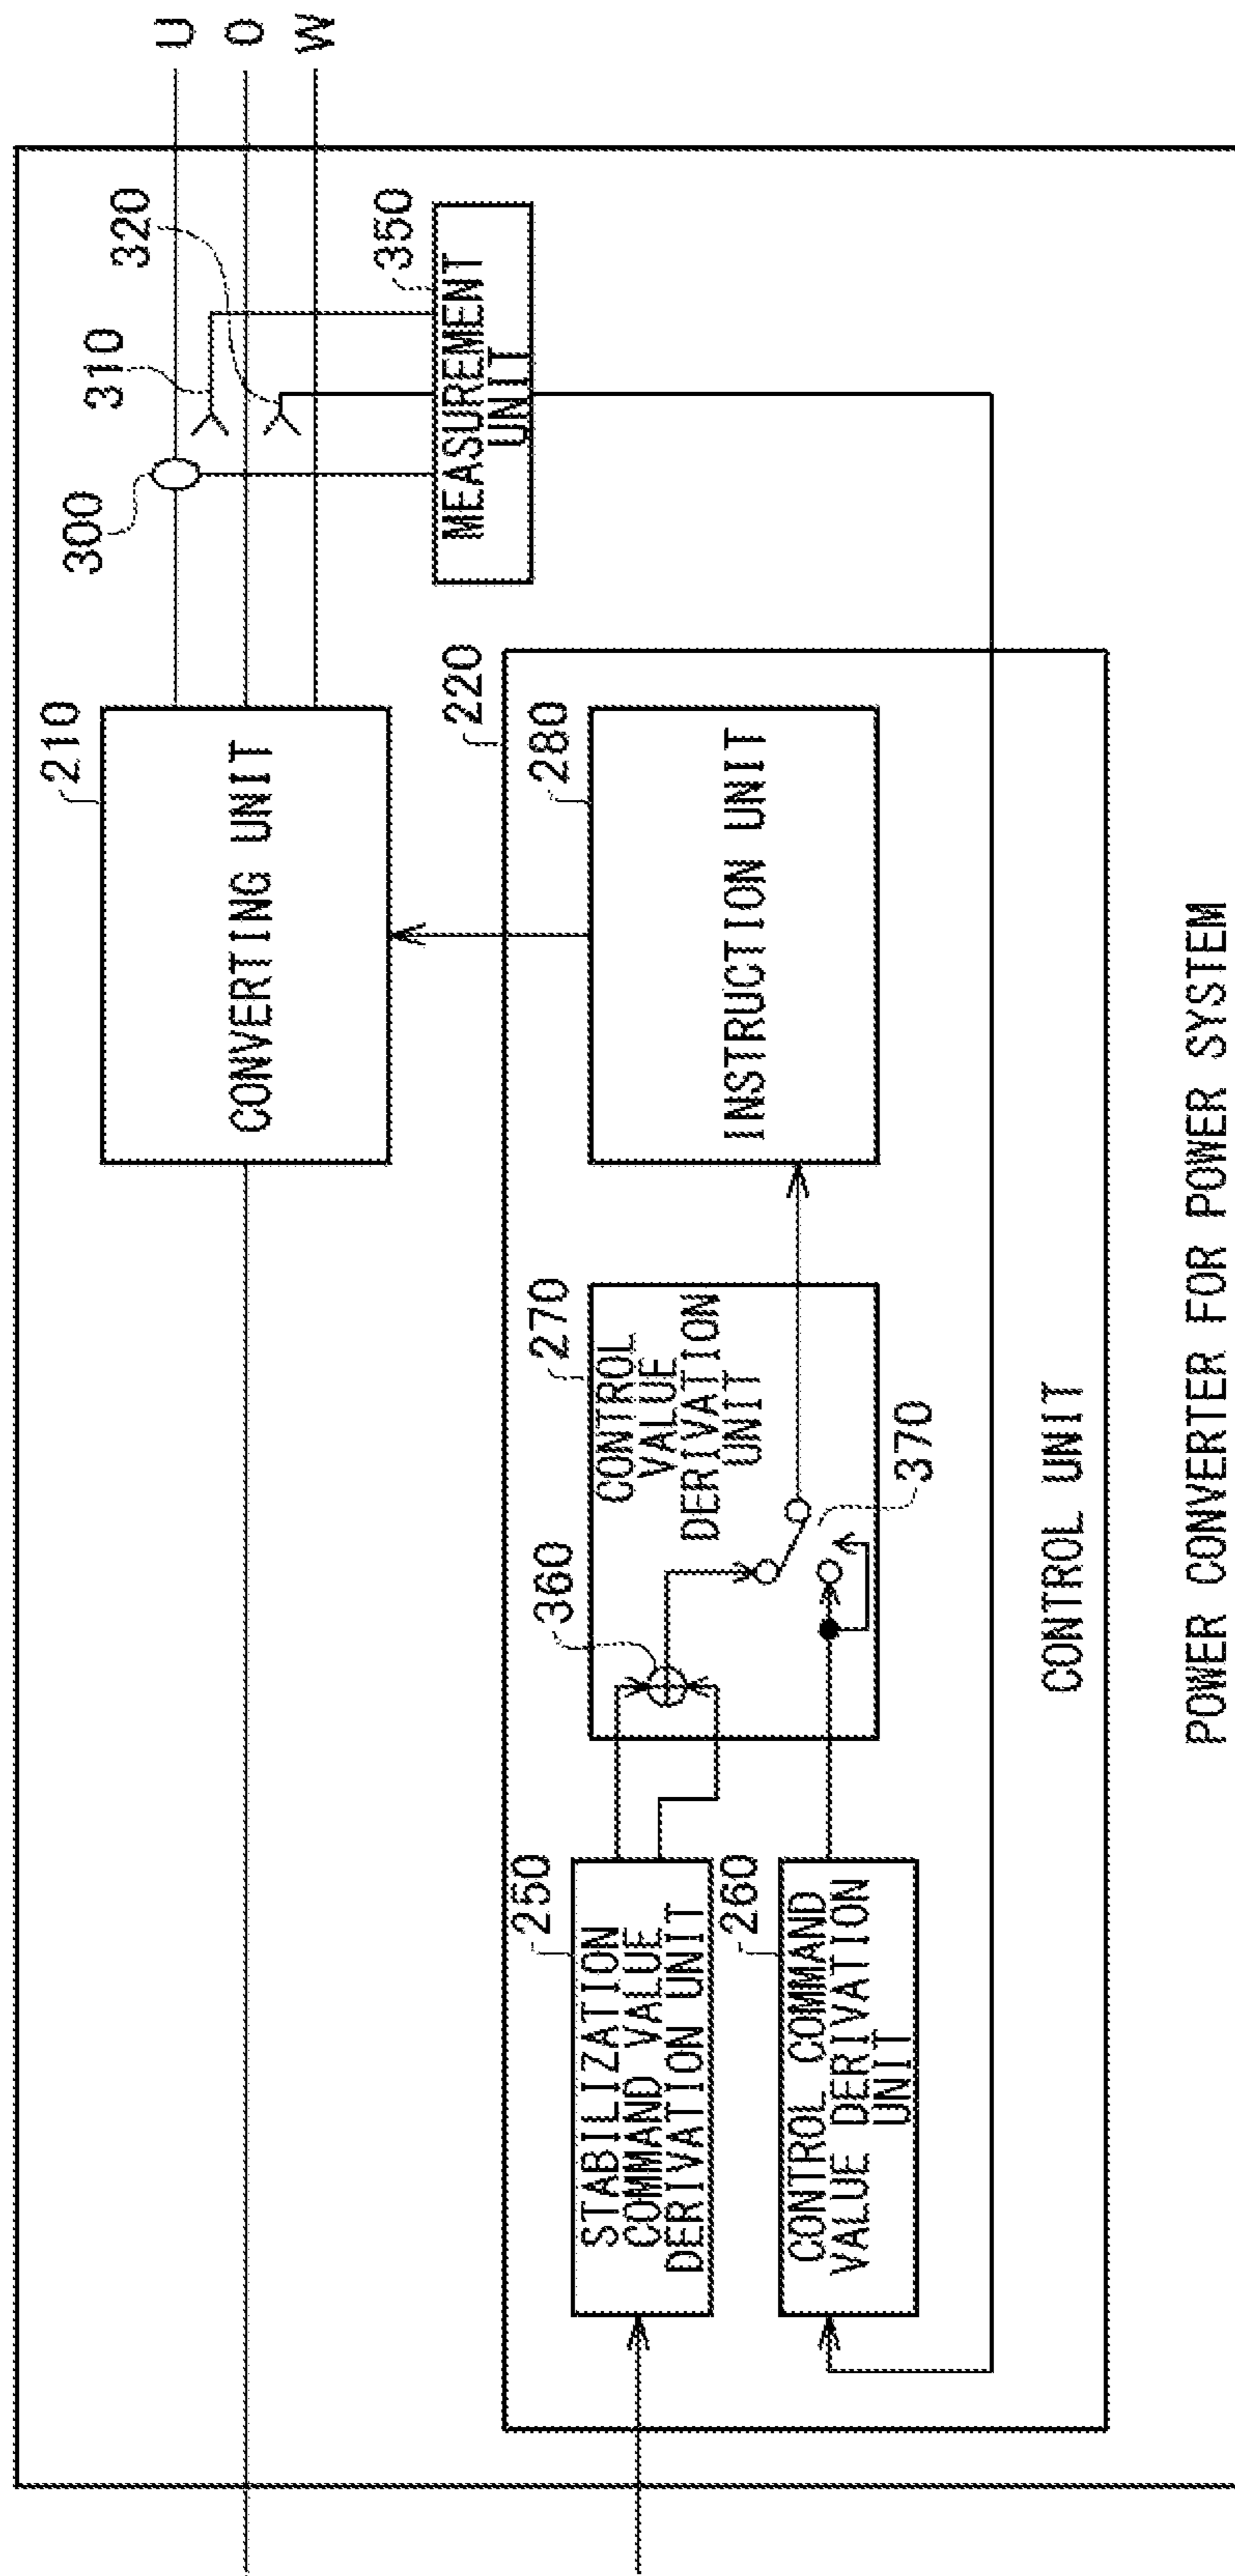 U
O
W
210
CONVERTING UNIT
300
310
320
350
MEASUREMENT
UNIT
220
250
STABILIZATION
COMMAND VALUE
DERIVATION UNIT
260
CONTROL COMMAND
VALUE DERIVATION
UNIT
270
CONTROL
VALUE
DERIVATION
UNIT
360
370
280
INSTRUCTION UNIT
CONTROL UNIT
POWER CONVERTER FOR POWER SYSTEM